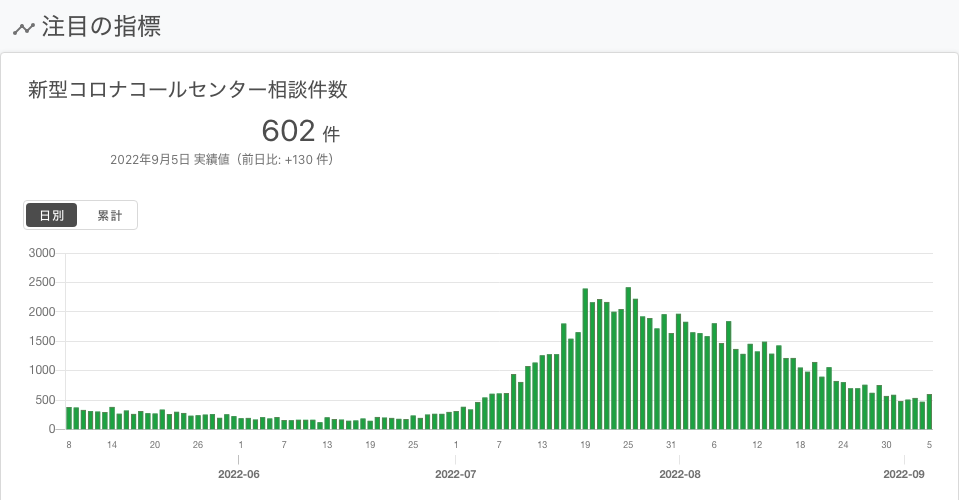 注目の指標
新型コロナコールセンター相談件数
602 件
2022年9月5日 実績値（前日比: +130 件）
日別 累計
3000
2500
2000
1500
1000
500
0
8 14 20 26 1 7 13 19 25 1 7 13 19 25 31 6 12 18 24 30 5
2022-06 2022-07 2022-08 2022-09